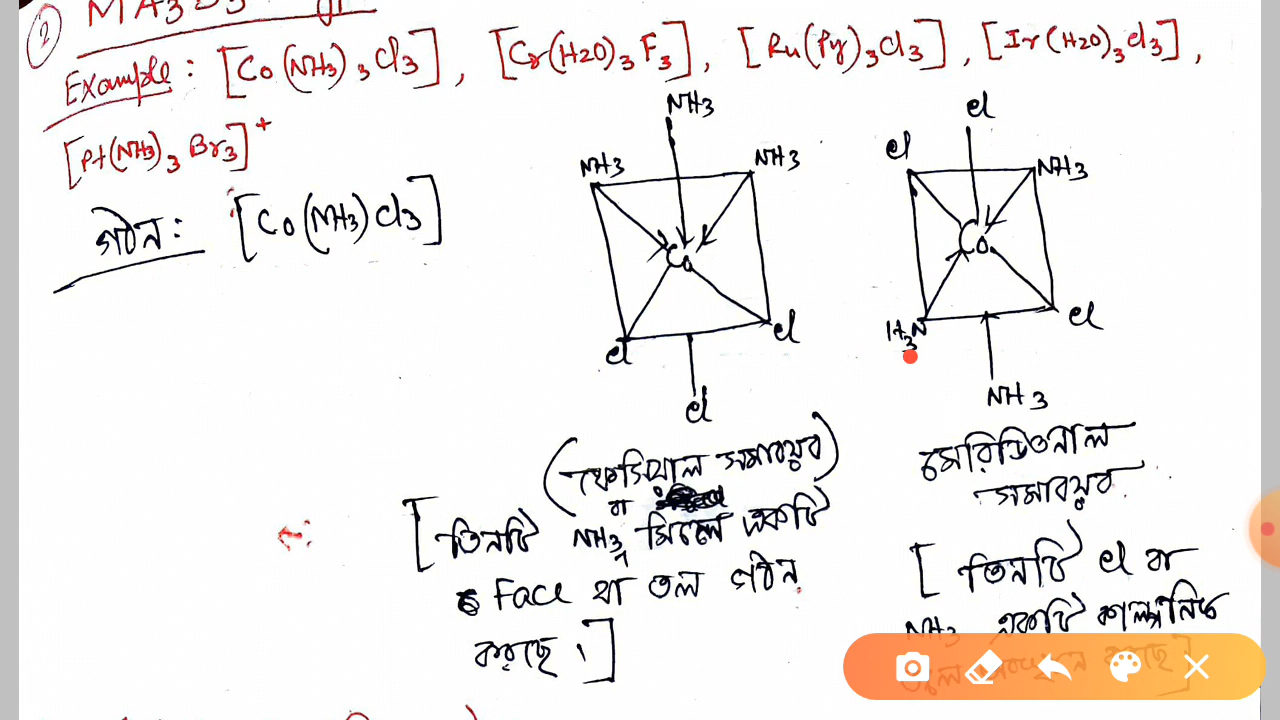 ② MA3B3
Example: [Co(NH3)3Cl3], [Cr(H2O)3F3], [Ru(Py)3Cl3], [Ir(H2O)3Cl3],
[Pt(NH3)3Br3]+
গঠন: [Co(NH3)Cl3]
NH3
NH3 NH3
Co
Cl Cl
Cl
(ফেসিয়াল সমাবয়ব)
বা
[তিনটি NH3 মিলে একটি
Face বা তল গঠন
করছে।]
Cl
Cl NH3
Co
H3N Cl
NH3
মেরিডিওনাল
সমাবয়ব
[তিনটি Cl বা
NH3 একটি কাল্পনিক